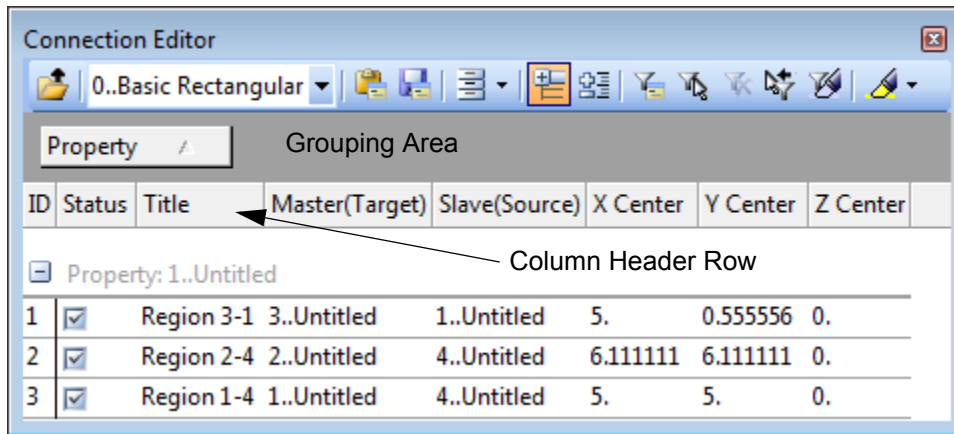 Connection Editor
0..Basic Rectangular
Property Grouping Area
ID Status Title Master(Target) Slave(Source) X Center Y Center Z Center
Column Header Row
Property: 1..Untitled
1 Region 3-1 3..Untitled 1..Untitled 5. 0.555556 0.
2 Region 2-4 2..Untitled 4..Untitled 6.111111 6.111111 0.
3 Region 1-4 1..Untitled 4..Untitled 5. 5. 0.